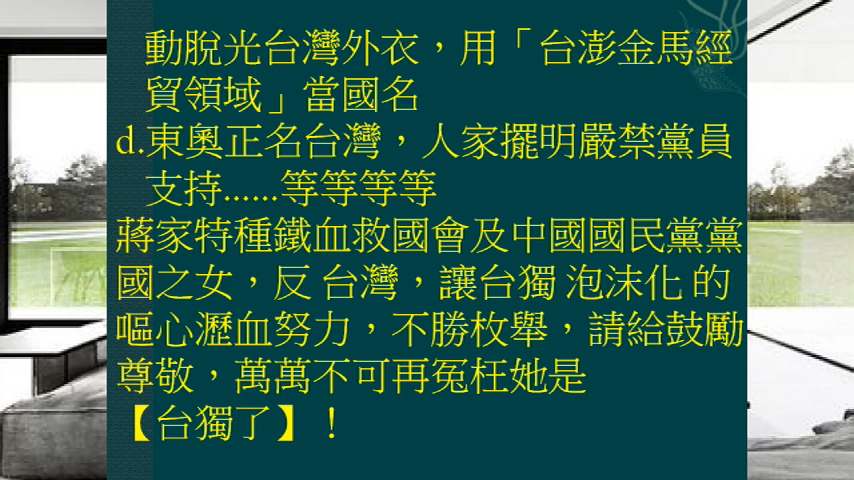 動脫光台灣外衣，用「台澎金馬經
貿領域」當國名
d.東奧正名台灣，人家擺明嚴禁黨員
支持......等等等等
蔣家特種鐵血救國會及中國國民黨黨
國之女，反 台灣，讓台獨 泡沫化 的
嘔心瀝血努力，不勝枚舉，請給鼓勵
尊敬，萬萬不可再冤枉她是
【台獨了】！